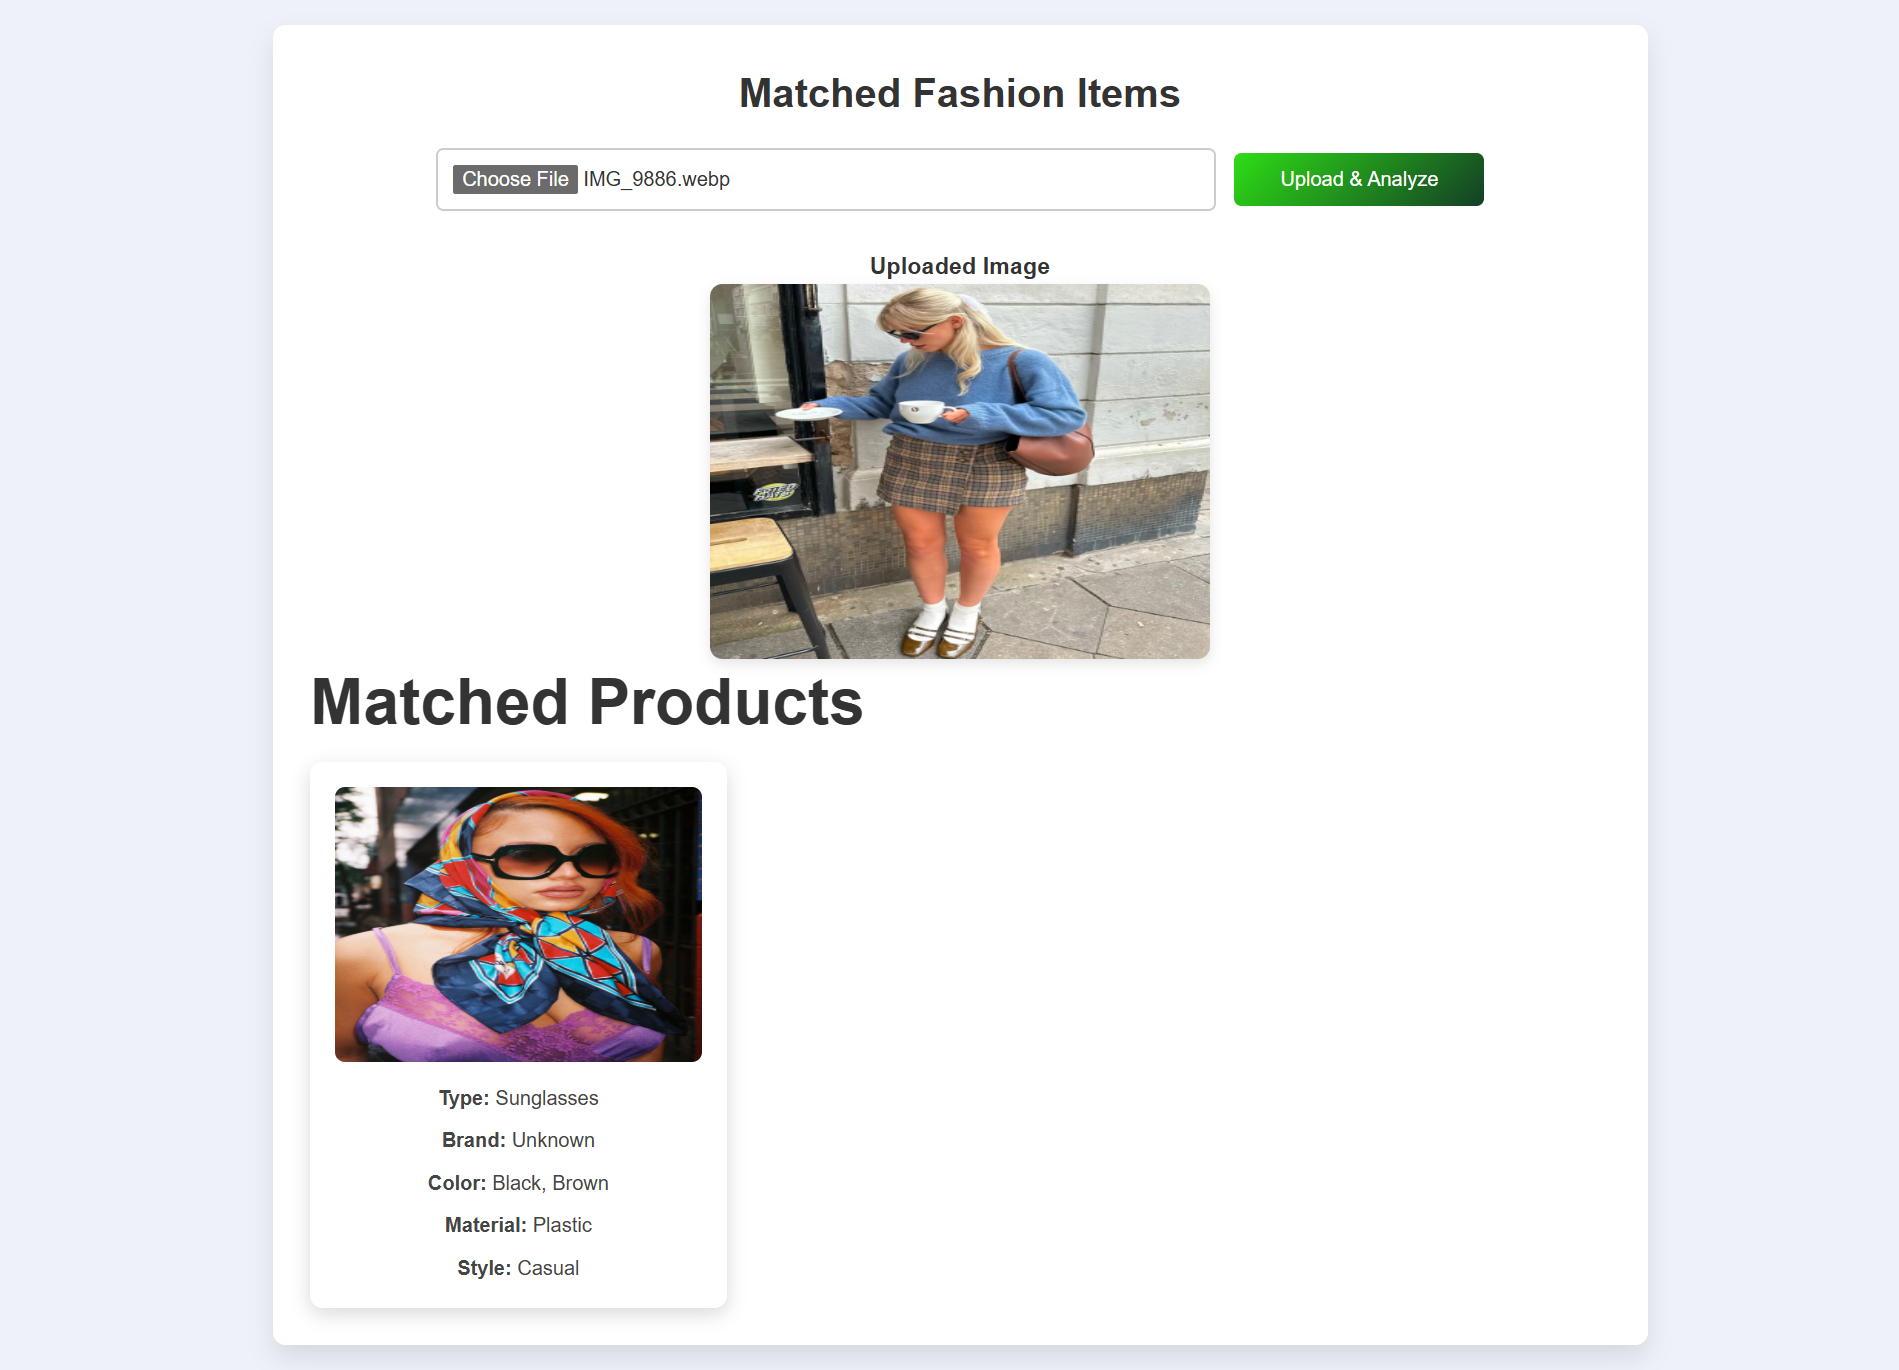 Matched Fashion Items
Choose File IMG_9886.webp
Upload & Analyze
Uploaded Image
Matched Products
Type: Sunglasses
Brand: Unknown
Color: Black, Brown
Material: Plastic
Style: Casual